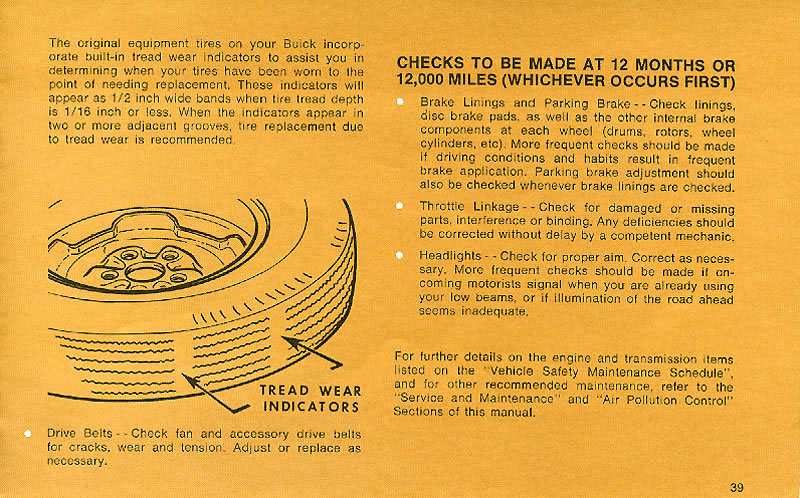 The original equipment tires on your Buick incorp-
orate built-in tread wear indicators to assist you in
determining when your tires have been worn to the
point of needing replacement. These indicators will
appear as 1/2 inch wide bands when tire tread depth
is 1/16 inch or less. When the indicators appear in
two or more adjacent grooves, tire replacement due
to tread wear is recommended.
TREAD WEAR
INDICATORS
Drive Belts - - Check fan and accessory drive belts
for cracks, wear and tension. Adjust or replace as
necessary.
CHECKS TO BE MADE AT 12 MONTHS OR
12,000 MILES (WHICHEVER OCCURS FIRST)
Brake Linings and Parking Brake - - Check linings,
disc brake pads, as well as the other internal brake
components at each wheel (drums, rotors, wheel
cylinders, etc). More frequent checks should be made
if driving conditions and habits result in frequent
brake application. Parking brake adjustment should
also be checked whenever brake linings are checked.
Throttle Linkage - - Check for damaged or missing
parts, interference or binding. Any deficiencies should
be corrected without delay by a competent mechanic.
Headlights - - Check for proper aim. Correct as neces-
sary. More frequent checks should be made if on-
coming motorists signal when you are already using
your low beams, or if illumination of the road ahead
seems inadequate.
For further details on the engine and transmission items
listed on the "Vehicle Safety Maintenance Schedule",
and for other recommended maintenance, refer to the
"Service and Maintenance" and "Air Pollution Control"
Sections of this manual.
39